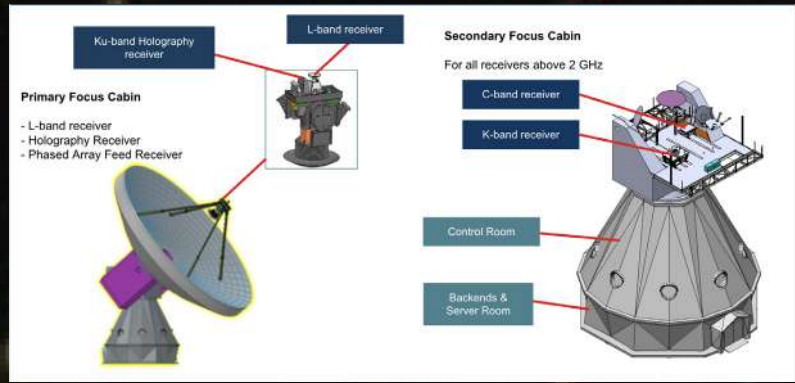 Ku-band Holography
receiver
L-band receiver
Primary Focus Cabin
- L-band receiver
- Holography Receiver
- Phased Array Feed Receiver
Secondary Focus Cabin
For all receivers above 2 GHz
C-band receiver
K-band receiver
Control Room
Backends &
Server Room